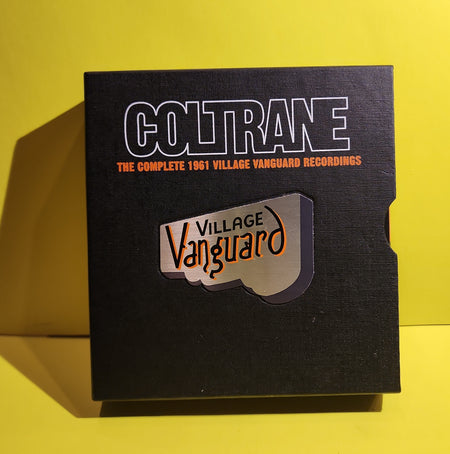 COLTRANE
THE COMPLETE 1961 VILLAGE VANGUARD RECORDINGS
VILLAGE
Vanguard